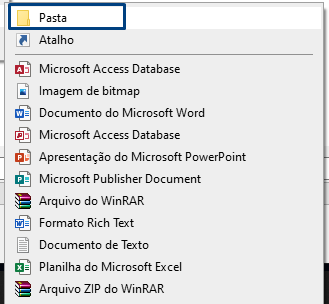 Pasta
Atalho
Microsoft Access Database
Imagem de bitmap
Documento do Microsoft Word
Microsoft Access Database
Apresentação do Microsoft PowerPoint
Microsoft Publisher Document
Arquivo do WinRAR
Formato Rich Text
Documento de Texto
Planilha do Microsoft Excel
Arquivo ZIP do WinRAR